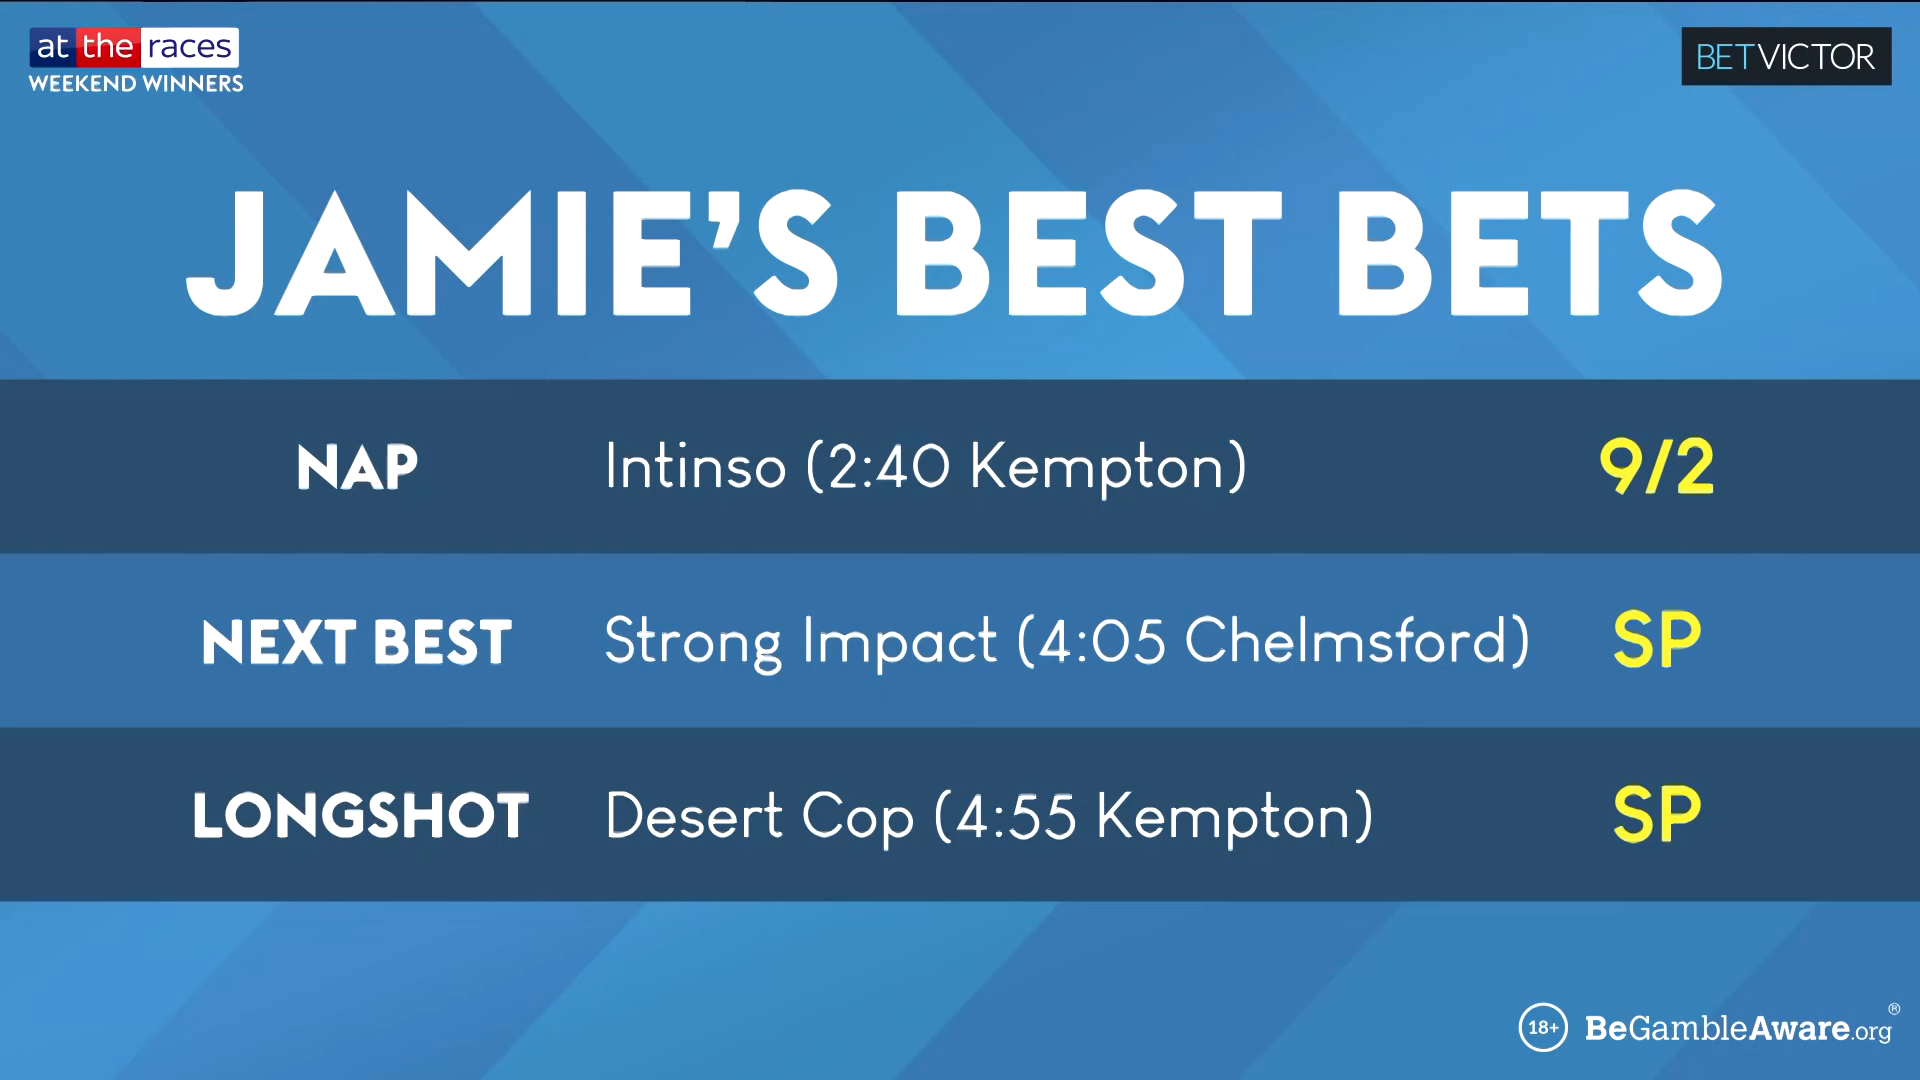 at the races
WEEKEND WINNERS
BETVICTOR
JAMIE'S BEST BETS
NAP Intinso (2:40 Kempton) 9/2
NEXT BEST Strong Impact (4:05 Chelmsford) SP
LONGSHOT Desert Cop (4:55 Kempton) SP
18+ BeGambleAware.org®